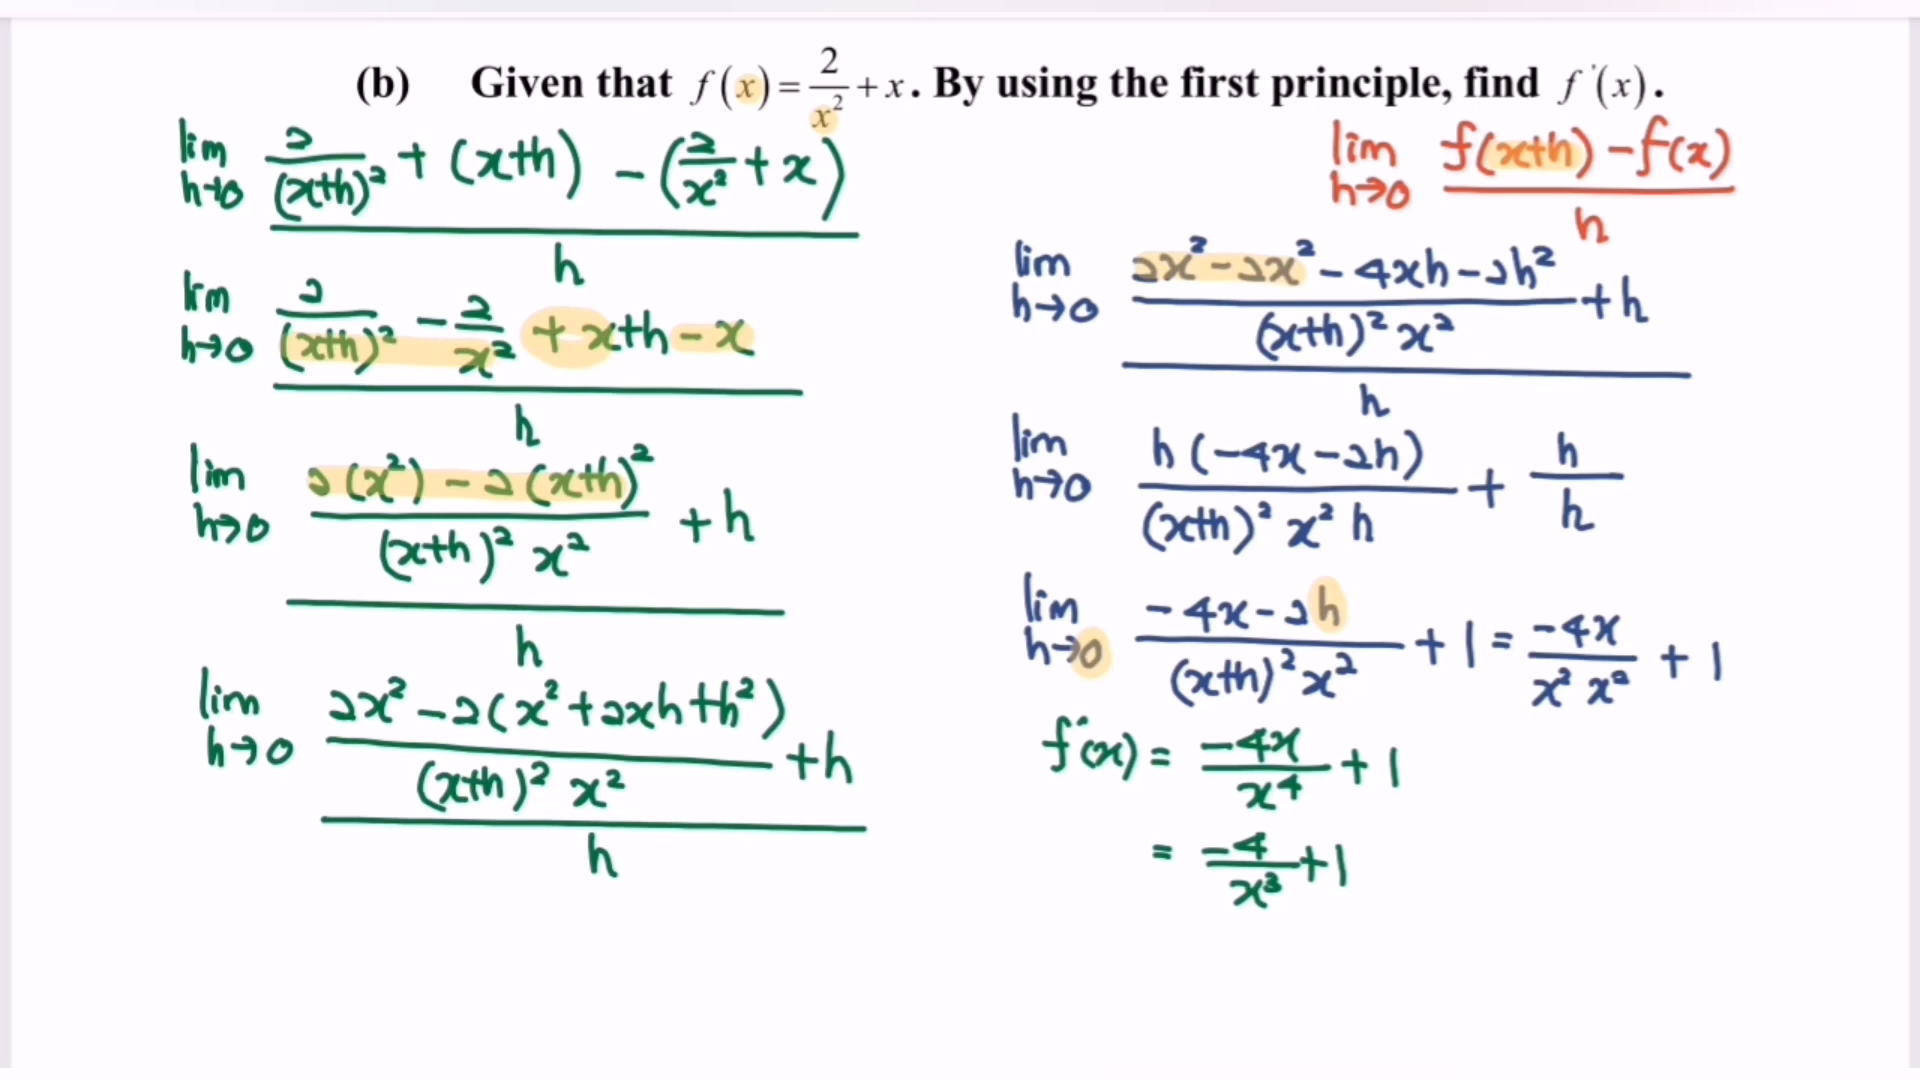 (b) Given that f(x) = 2/x² + x. By using the first principle, find f'(x).
lim h→0 (f(x+h) − f(x))/h
lim h→0 (2/(x+h)² + (x+h) − (2/x² + x))/h
lim h→0 (2/(x+h)² − 2/x² + x+h − x)/h
lim h→0 ((2(x²) − 2(x+h)²)/((x+h)² x²) + h)/h
lim h→0 ((2x² − 2(x² + 2xh + h²))/((x+h)² x²) + h)/h
lim h→0 ((2x² − 2x² − 4xh − 2h²)/((x+h)² x²) + h)/h
lim h→0 h(−4x − 2h)/((x+h)² x² h) + h/h
lim h→0 (−4x − 2h)/((x+h)² x²) + 1 = −4x/(x² x²) + 1
f'(x) = −4x/x⁴ + 1
= −4/x³ + 1